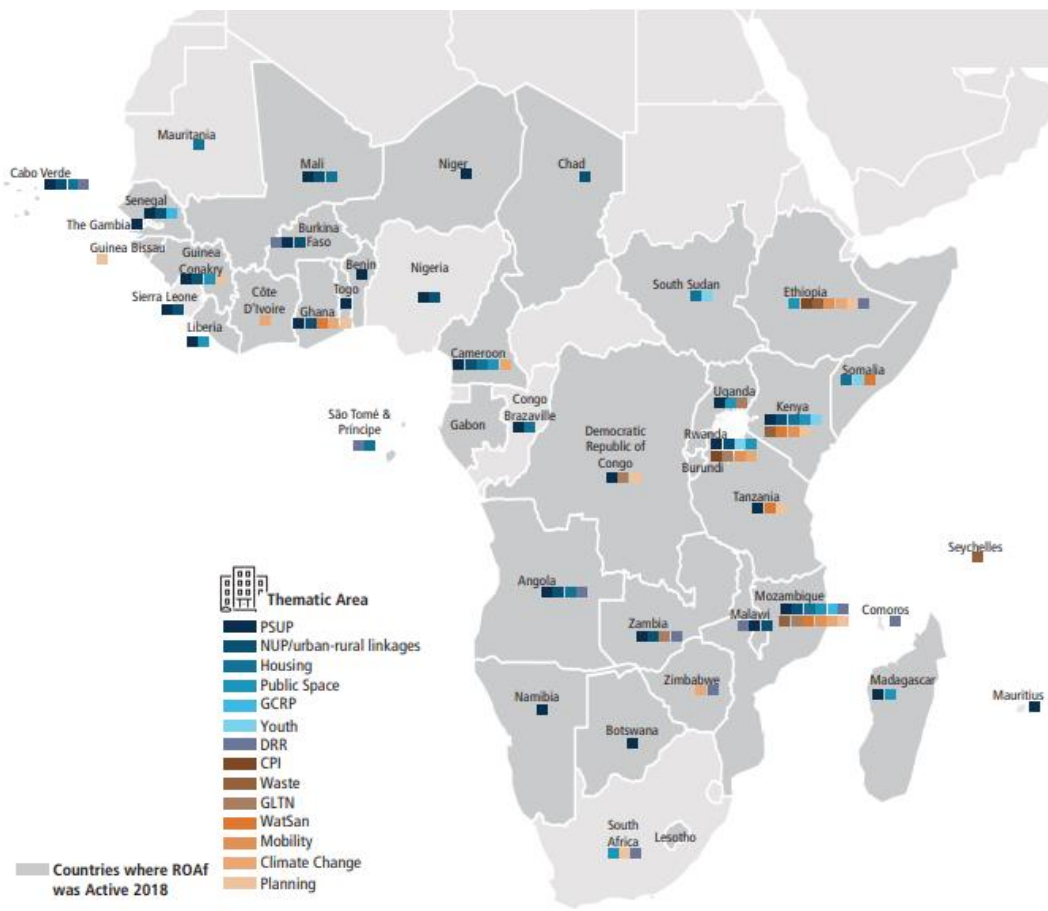 Mauritania
Cabo Verde
Mali
Niger
Chad
Senegal
The Gambia
Burkina
Faso
Guinea Bissau
Guinea
Conakry
Benin
Nigeria
South Sudan
Ethiopia
Togo
Sierra Leone
Côte
D'Ivoire
Ghana
Liberia
Cameroon
Somalia
Uganda
Kenya
Congo
Brazaville
São Tomé &
Príncipe
Gabon
Democratic
Republic of
Congo
Rwanda
Burundi
Tanzania
Seychelles
Angola
Mozambique
Malawi
Comoros
Zambia
Zimbabwe
Madagascar
Mauritius
Namibia
Botswana
South
Africa
Lesotho
Thematic Area
PSUP
NUP/urban-rural linkages
Housing
Public Space
GCRP
Youth
DRR
CPI
Waste
GLTN
WatSan
Mobility
Climate Change
Planning
Countries where ROAf
was Active 2018